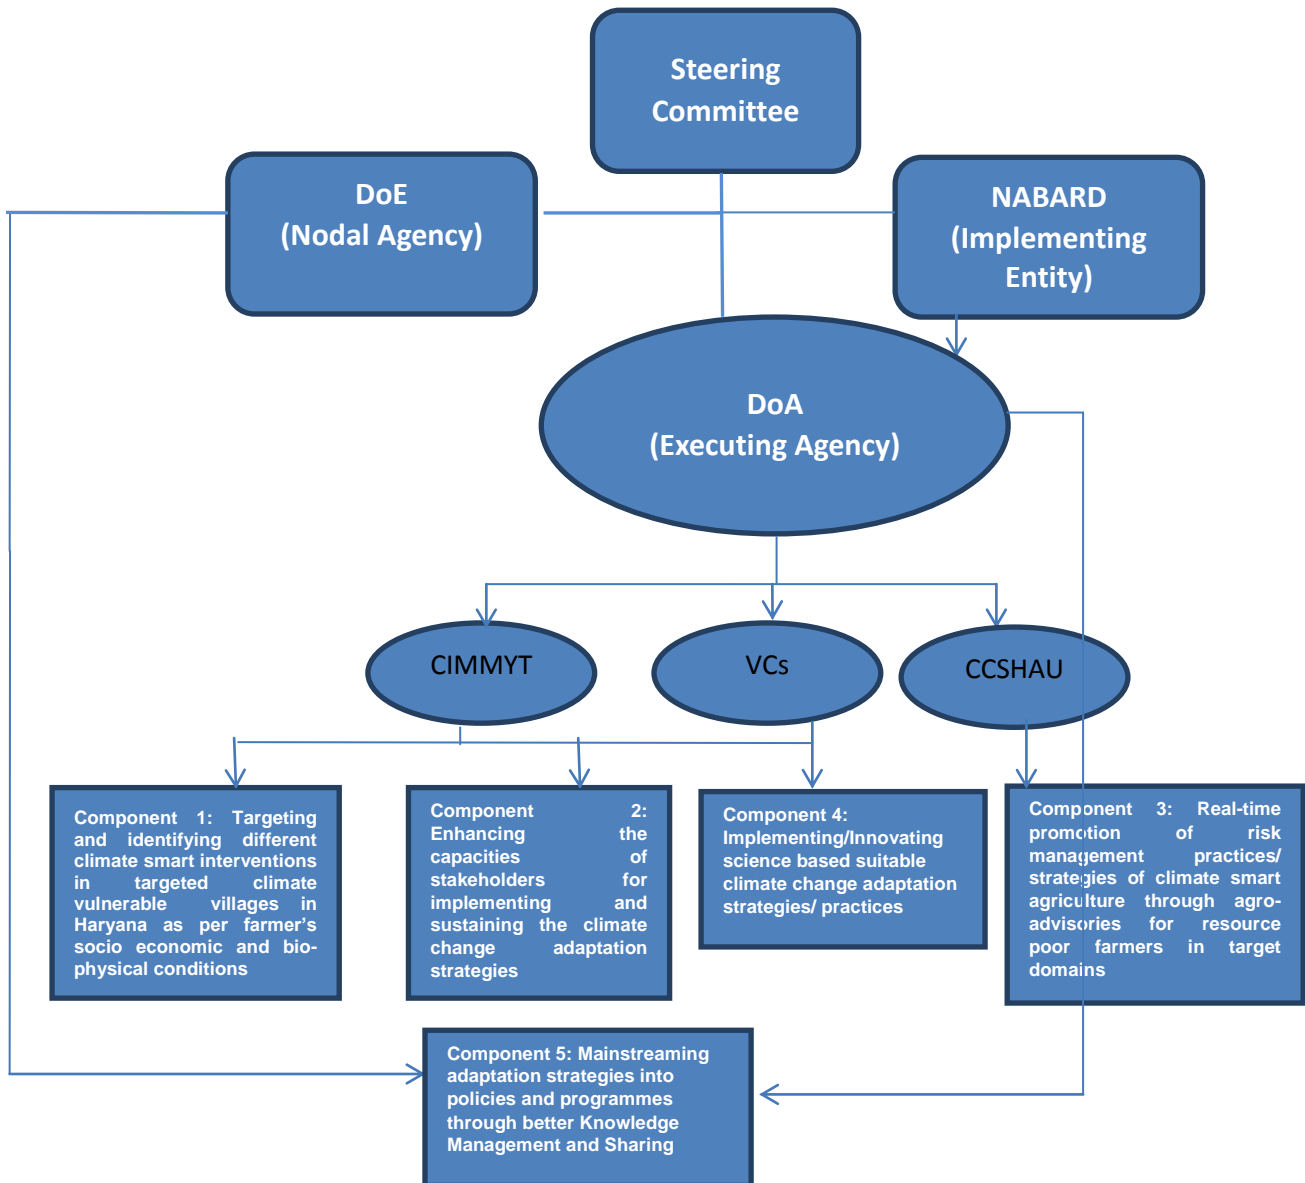 Steering
Committee
DoE
(Nodal Agency)
NABARD
(Implementing
Entity)
DoA
(Executing Agency)
CIMMYT
VCs
CCSHAU
Component 1: Targeting
and identifying different
climate smart interventions
in targeted climate
vulnerable villages in
Haryana as per farmer's
socio economic and bio-
physical conditions
Component 2:
Enhancing the
capacities of
stakeholders for
implementing and
sustaining the climate
change adaptation
strategies
Component 4:
Implementing/Innovating
science based suitable
climate change adaptation
strategies/ practices
Component 3: Real-time
promotion of risk
management practices/
strategies of climate smart
agriculture through agro-
advisories for resource
poor farmers in target
domains
Component 5: Mainstreaming
adaptation strategies into
policies and programmes
through better Knowledge
Management and Sharing